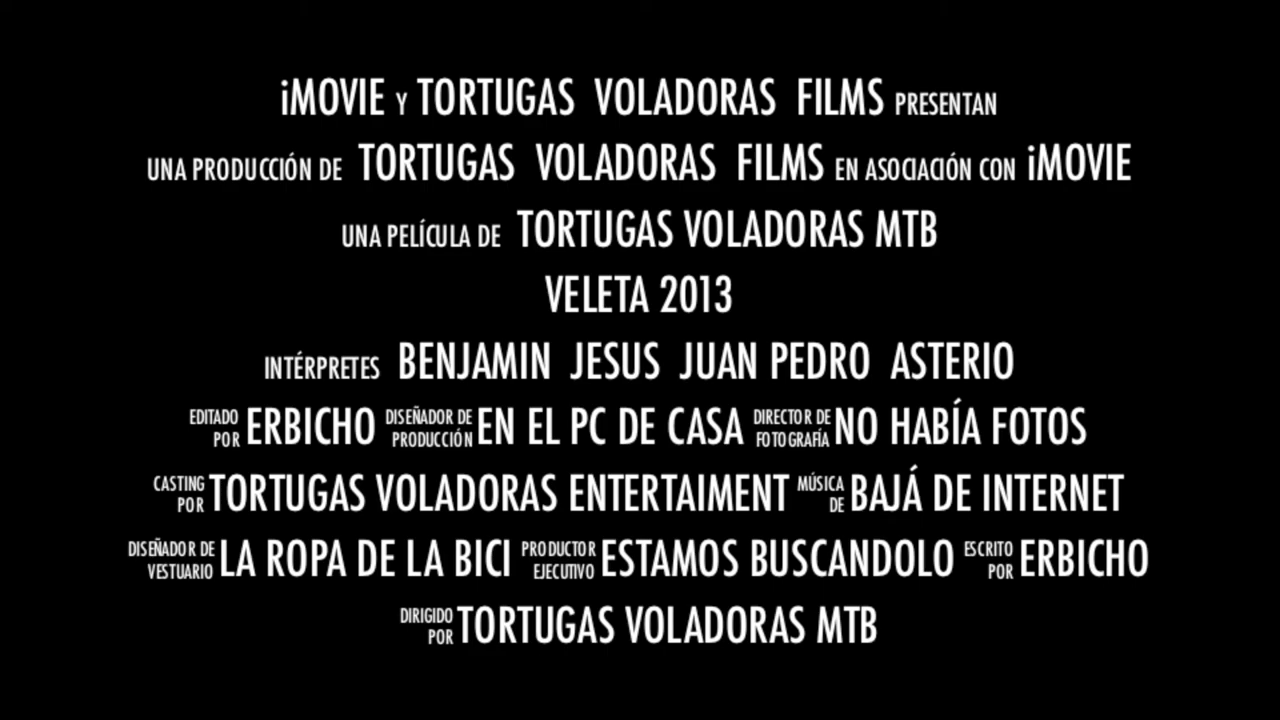 iMOVIE Y TORTUGAS VOLADORAS FILMS PRESENTAN
UNA PRODUCCIÓN DE TORTUGAS VOLADORAS FILMS EN ASOCIACIÓN CON iMOVIE
UNA PELÍCULA DE TORTUGAS VOLADORAS MTB
VELETA 2013
INTÉRPRETES BENJAMIN JESUS JUAN PEDRO ASTERIO
EDITADO POR ERBICHO DISEÑADOR DE PRODUCCIÓN EN EL PC DE CASA DIRECTOR DE FOTOGRAFÍA NO HABÍA FOTOS
CASTING POR TORTUGAS VOLADORAS ENTERTAIMENT MÚSICA DE BAJÁ DE INTERNET
DISEÑADOR DE VESTUARIO LA ROPA DE LA BICI PRODUCTOR EJECUTIVO ESTAMOS BUSCANDOLO ESCRITO POR ERBICHO
DIRIGIDO POR TORTUGAS VOLADORAS MTB